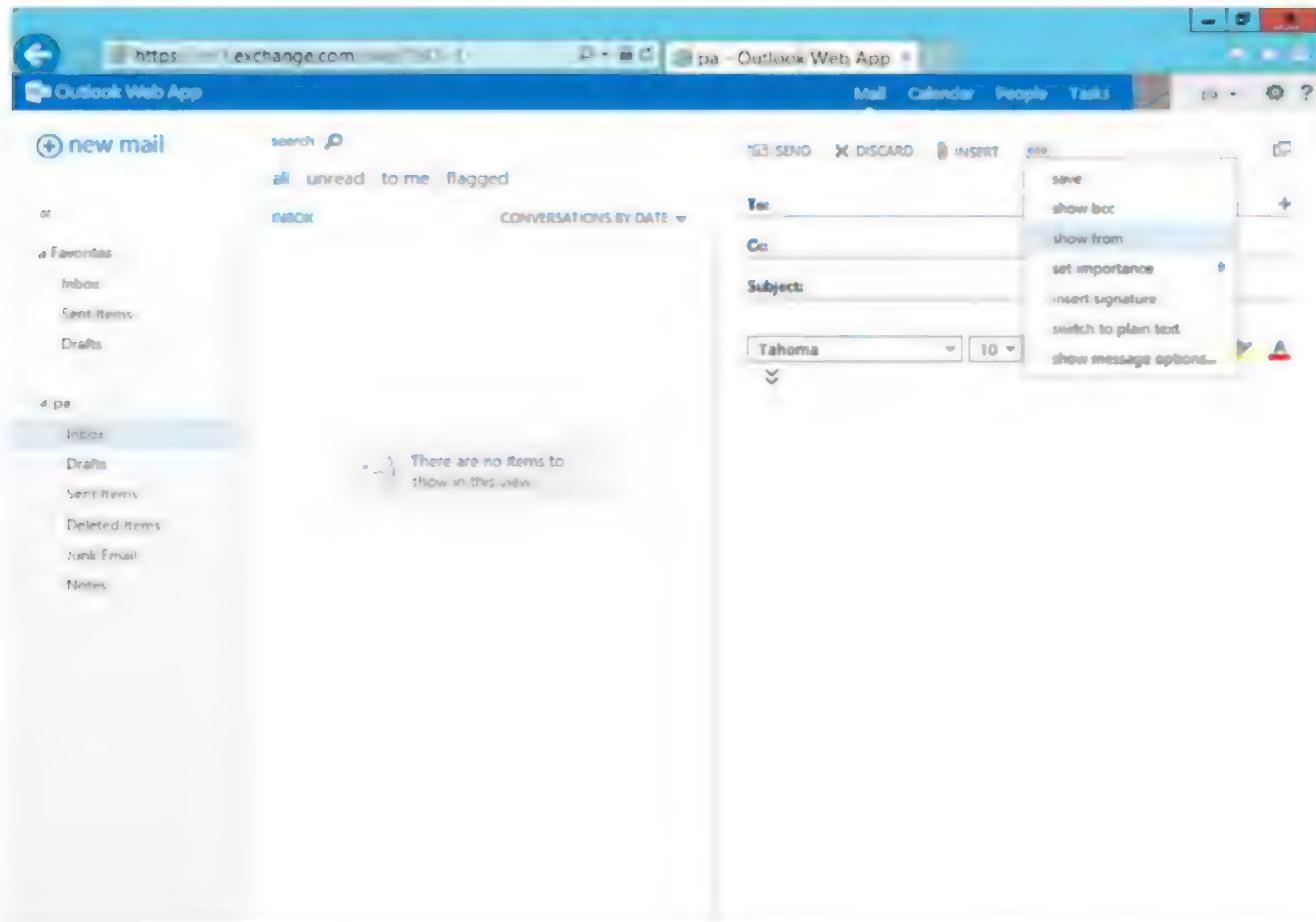 https exchange.com
pa - Outlook Web App
Outlook Web App
Mail Calendar People Tasks pa ?
new mail
search
all unread to me flagged
INBOX CONVERSATIONS BY DATE
Favorites
Inbox
Sent Items
Drafts
pa
Inbox
Drafts
Sent Items
Deleted Items
Junk Email
Notes
There are no items to
show in this view.
SEND DISCARD INSERT
To:
Cc:
Subject:
Tahoma 10 A
save
show bcc
show from
set importance
insert signature
switch to plain text
show message options...